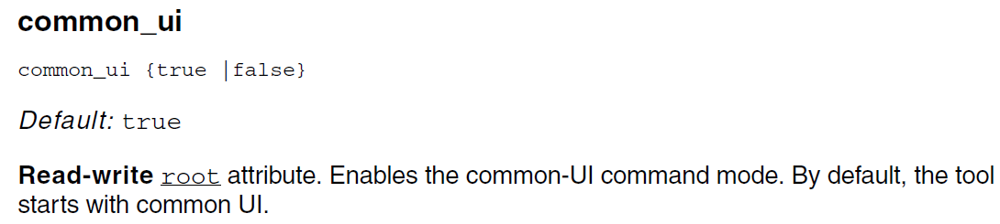 common_ui
common_ui {true |false}
Default: true
Read-write root attribute. Enables the common-UI command mode. By default, the tool
starts with common UI.